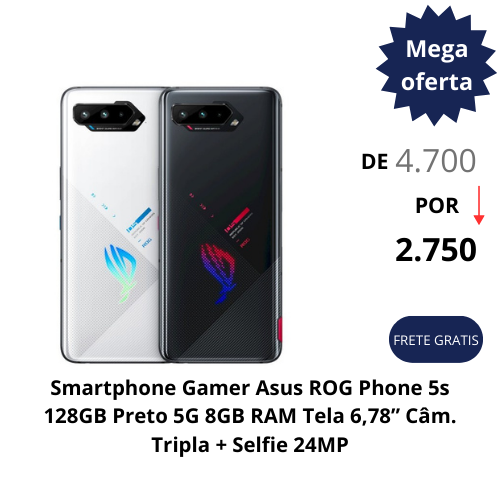 Mega
oferta
DE 4.700
POR
2.750
FRETE GRATIS
Smartphone Gamer Asus ROG Phone 5s
128GB Preto 5G 8GB RAM Tela 6,78” Câm.
Tripla + Selfie 24MP